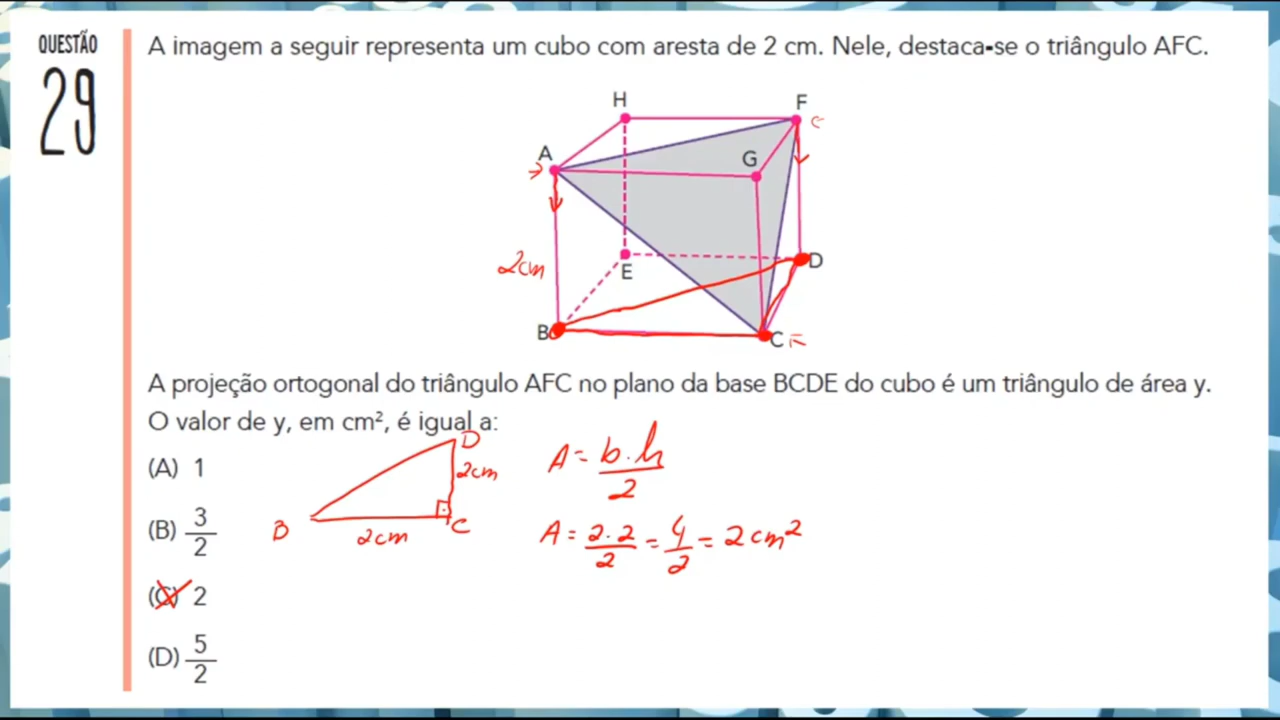 QUESTÃO
29
A imagem a seguir representa um cubo com aresta de 2 cm. Nele, destaca-se o triângulo AFC.
H
F
A
G
2cm
E
D
B
C
A projeção ortogonal do triângulo AFC no plano da base BCDE do cubo é um triângulo de área y.
O valor de y, em cm², é igual a:
(A) 1
(B) 3/2
(C) 2
(D) 5/2
D
2cm
B
C
2cm
A = b.h/2
A = 2.2/2 = 4/2 = 2 cm²